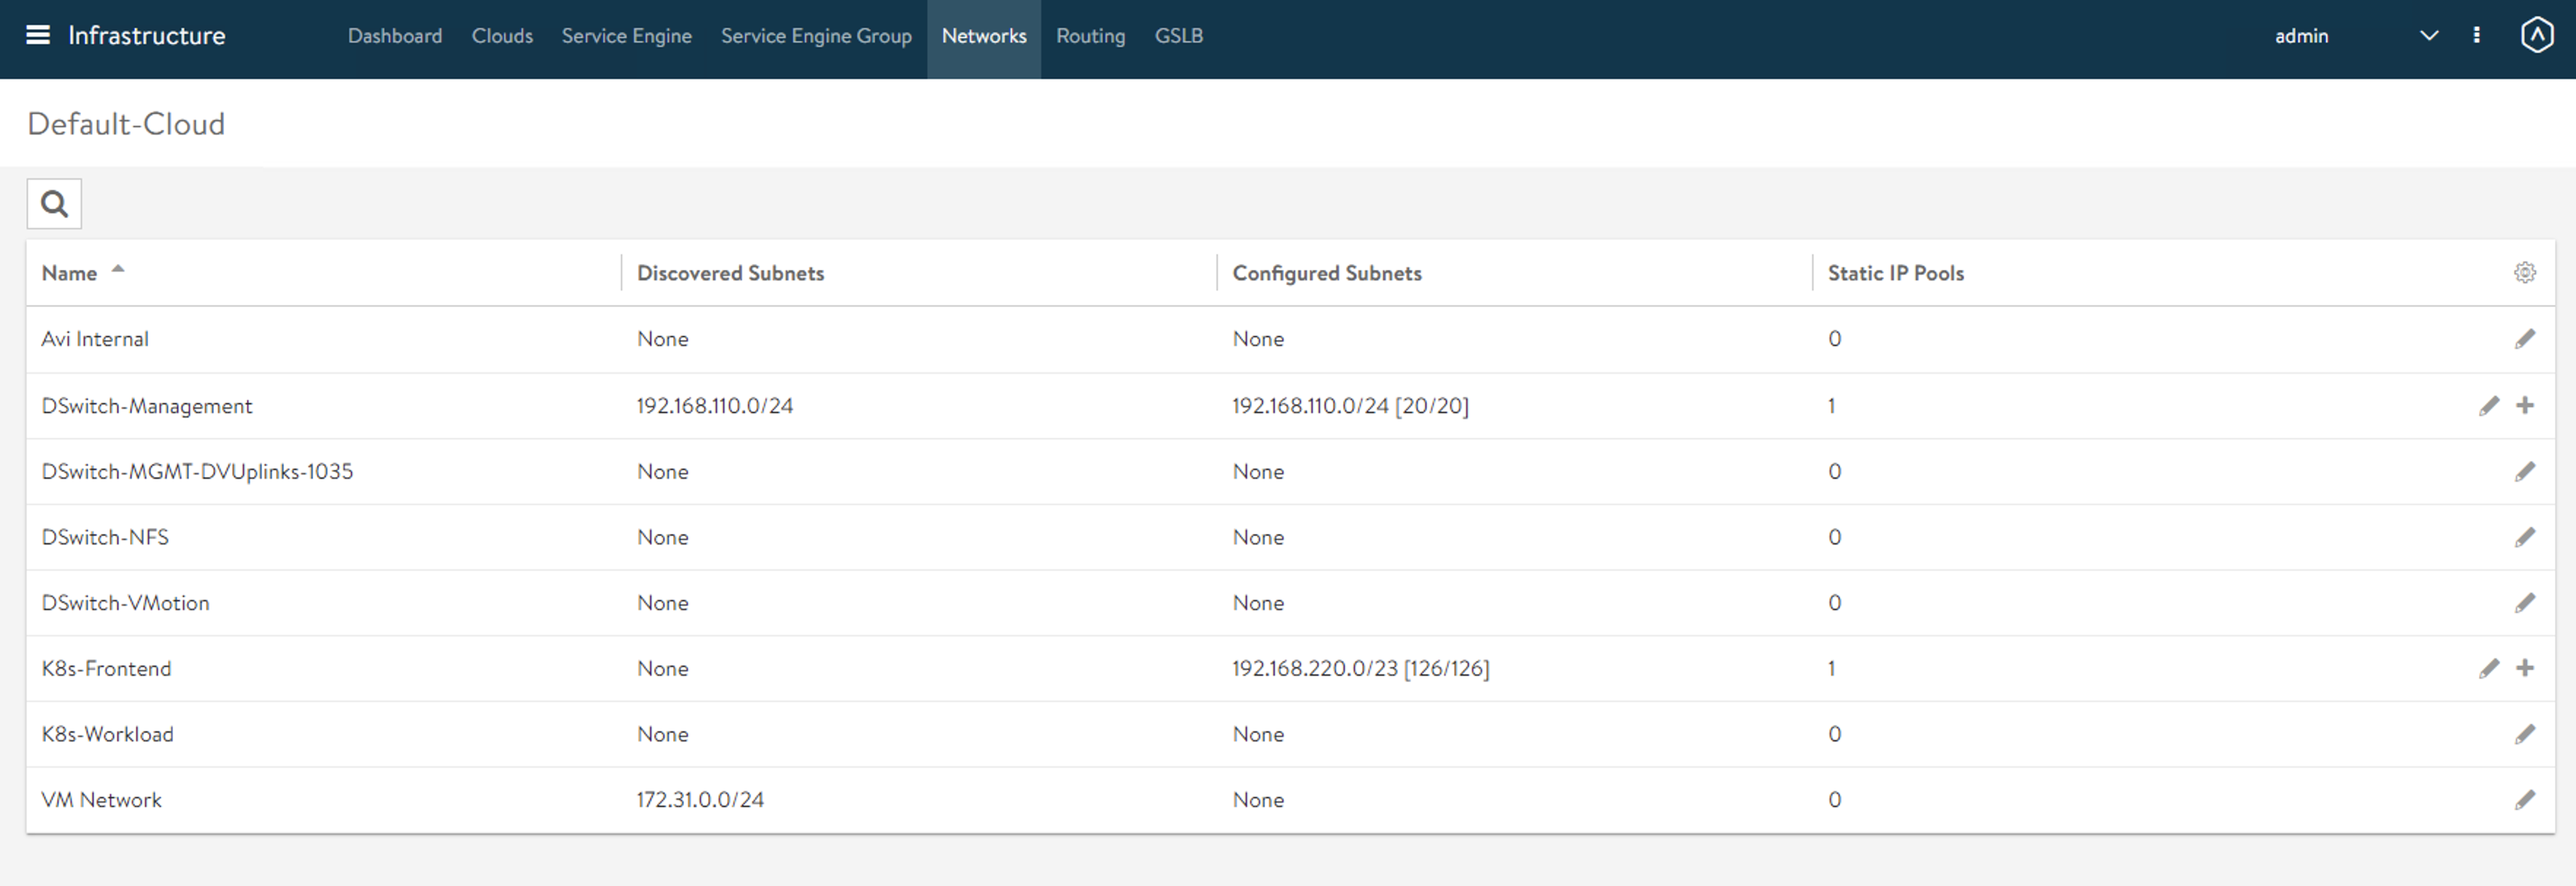 Infrastructure Dashboard Clouds Service Engine Service Engine Group Networks Routing GSLB admin
Default-Cloud
Name Discovered Subnets Configured Subnets Static IP Pools
Avi Internal None None 0
DSwitch-Management 192.168.110.0/24 192.168.110.0/24 [20/20] 1
DSwitch-MGMT-DVUplinks-1035 None None 0
DSwitch-NFS None None 0
DSwitch-VMotion None None 0
K8s-Frontend None 192.168.220.0/23 [126/126] 1
K8s-Workload None None 0
VM Network 172.31.0.0/24 None 0